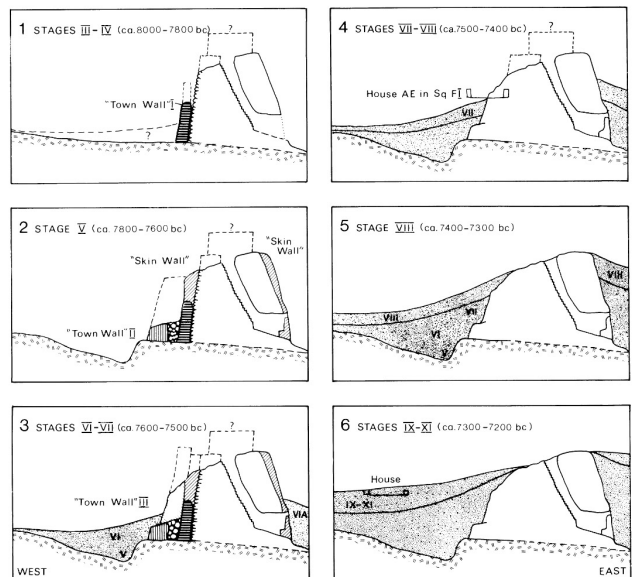 1 STAGES III-IV (ca. 8000-7800 bc)
?
"Town Wall" I
?
2 STAGE V (ca. 7800-7600 bc)
?
"Skin Wall"
"Skin Wall"
"Town Wall" II
3 STAGES VI-VII (ca. 7600-7500 bc)
?
"Town Wall" III
VI
V
VIA
WEST
4 STAGES VII-VIII (ca. 7500-7400 bc)
?
House AE in Sq FI
VII
5 STAGE VIII (ca. 7400-7300 bc)
VIII
VII
VI
V
VIII
6 STAGES IX-XI (ca. 7300-7200 bc)
House
IX-XI
EAST